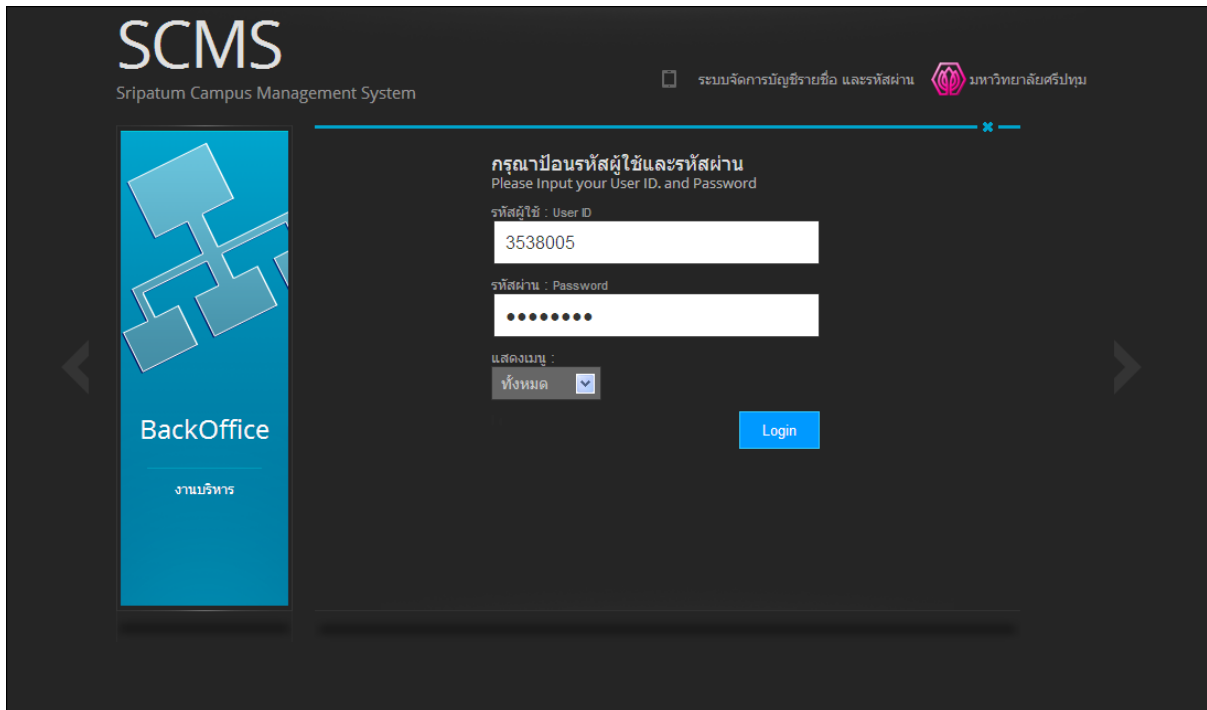 SCMS
Sripatum Campus Management System
ระบบจัดการบัญชีรายชื่อ และรหัสผ่าน มหาวิทยาลัยศรีปทุม
กรุณาป้อนรหัสผู้ใช้และรหัสผ่าน
Please Input your User ID. and Password
รหัสผู้ใช้ : User ID
3538005
รหัสผ่าน : Password
••••••••
แสดงเมนู :
ทั้งหมด
Login
BackOffice
งานบริหาร